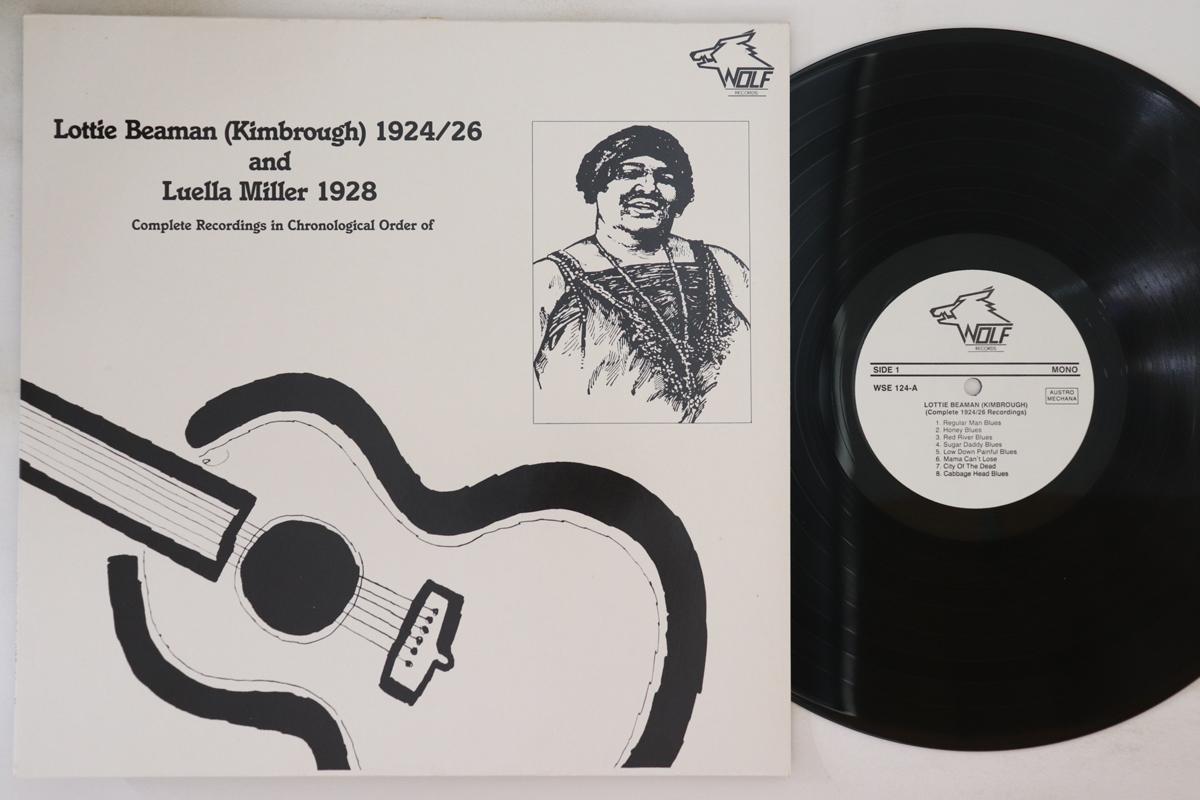 WOLF
RECORDS
Lottie Beaman (Kimbrough) 1924/26
and
Luella Miller 1928
Complete Recordings in Chronological Order of
WOLF
RECORDS
SIDE 1 MONO
WSE 124-A
AUSTRO
MECHANA
LOTTIE BEAMAN (KIMBROUGH)
(Complete 1924/26 Recordings)
1. Regular Man Blues
2. Honey Blues
3. Red River Blues
4. Sugar Daddy Blues
5. Low Down Painful Blues
6. Mama Can't Lose
7. City Of The Dead
8. Cabbage Head Blues